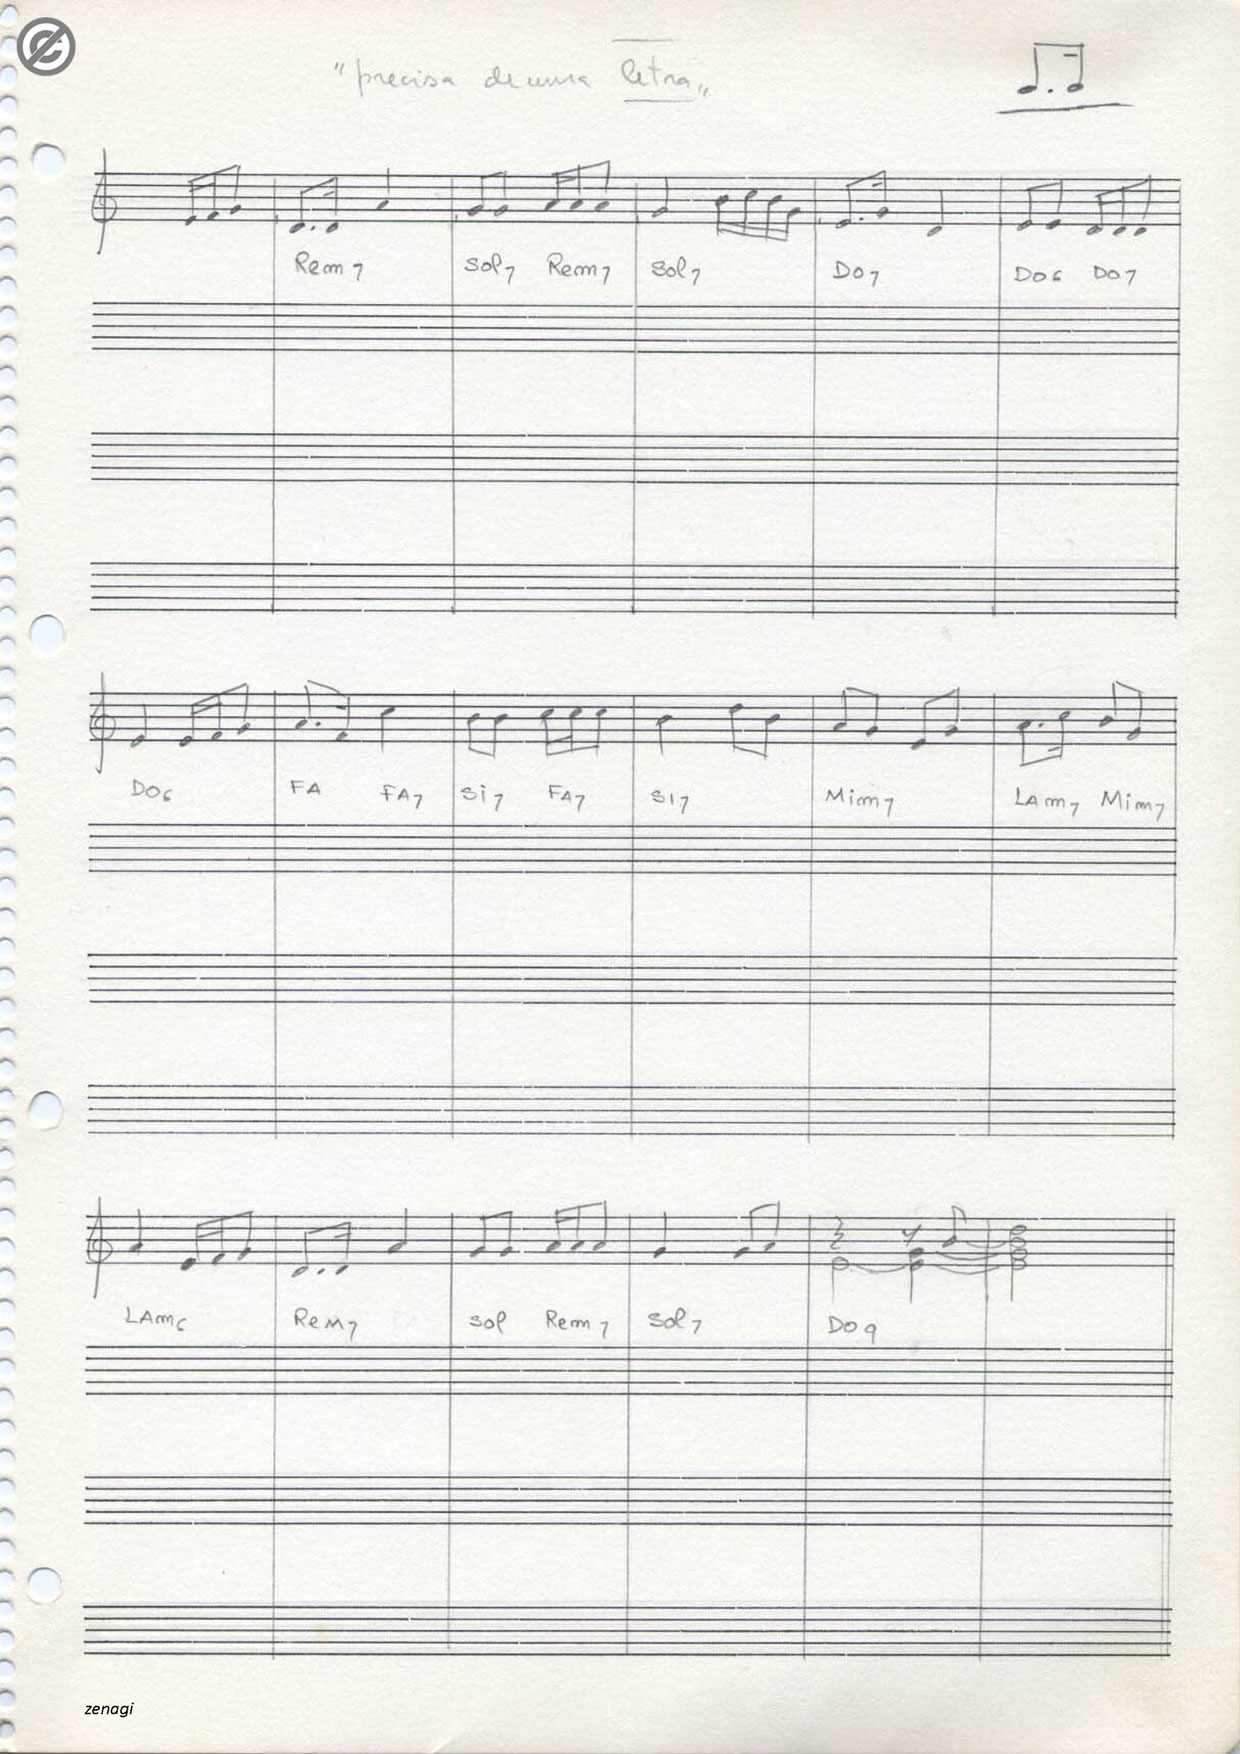 "precisa de uma letra"
Rem7 Sol7 Rem7 Sol7 DO7 DO6 DO7
DO6 FA FA7 Si7 FA7 SI7 Mim7 LAm7 Mim7
LAm6 Rem7 Sol Rem7 Sol7 DO9
zenagi